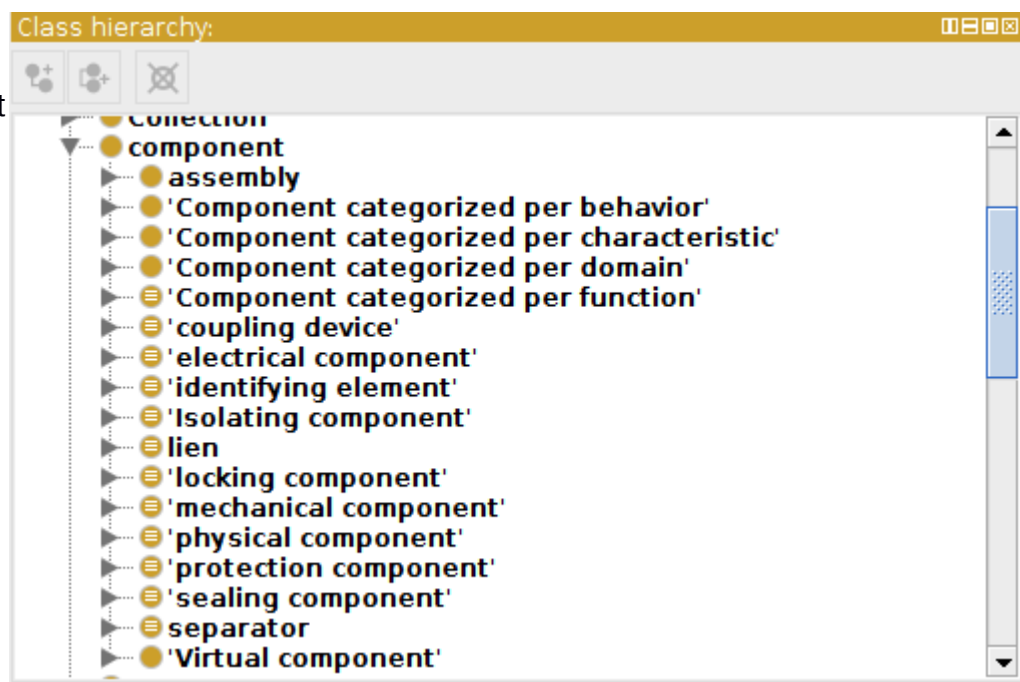 Class hierarchy:
t
Collection
component
assembly
'Component categorized per behavior'
'Component categorized per characteristic'
'Component categorized per domain'
'Component categorized per function'
'coupling device'
'electrical component'
'identifying element'
'Isolating component'
lien
'locking component'
'mechanical component'
'physical component'
'protection component'
'sealing component'
separator
'Virtual component'